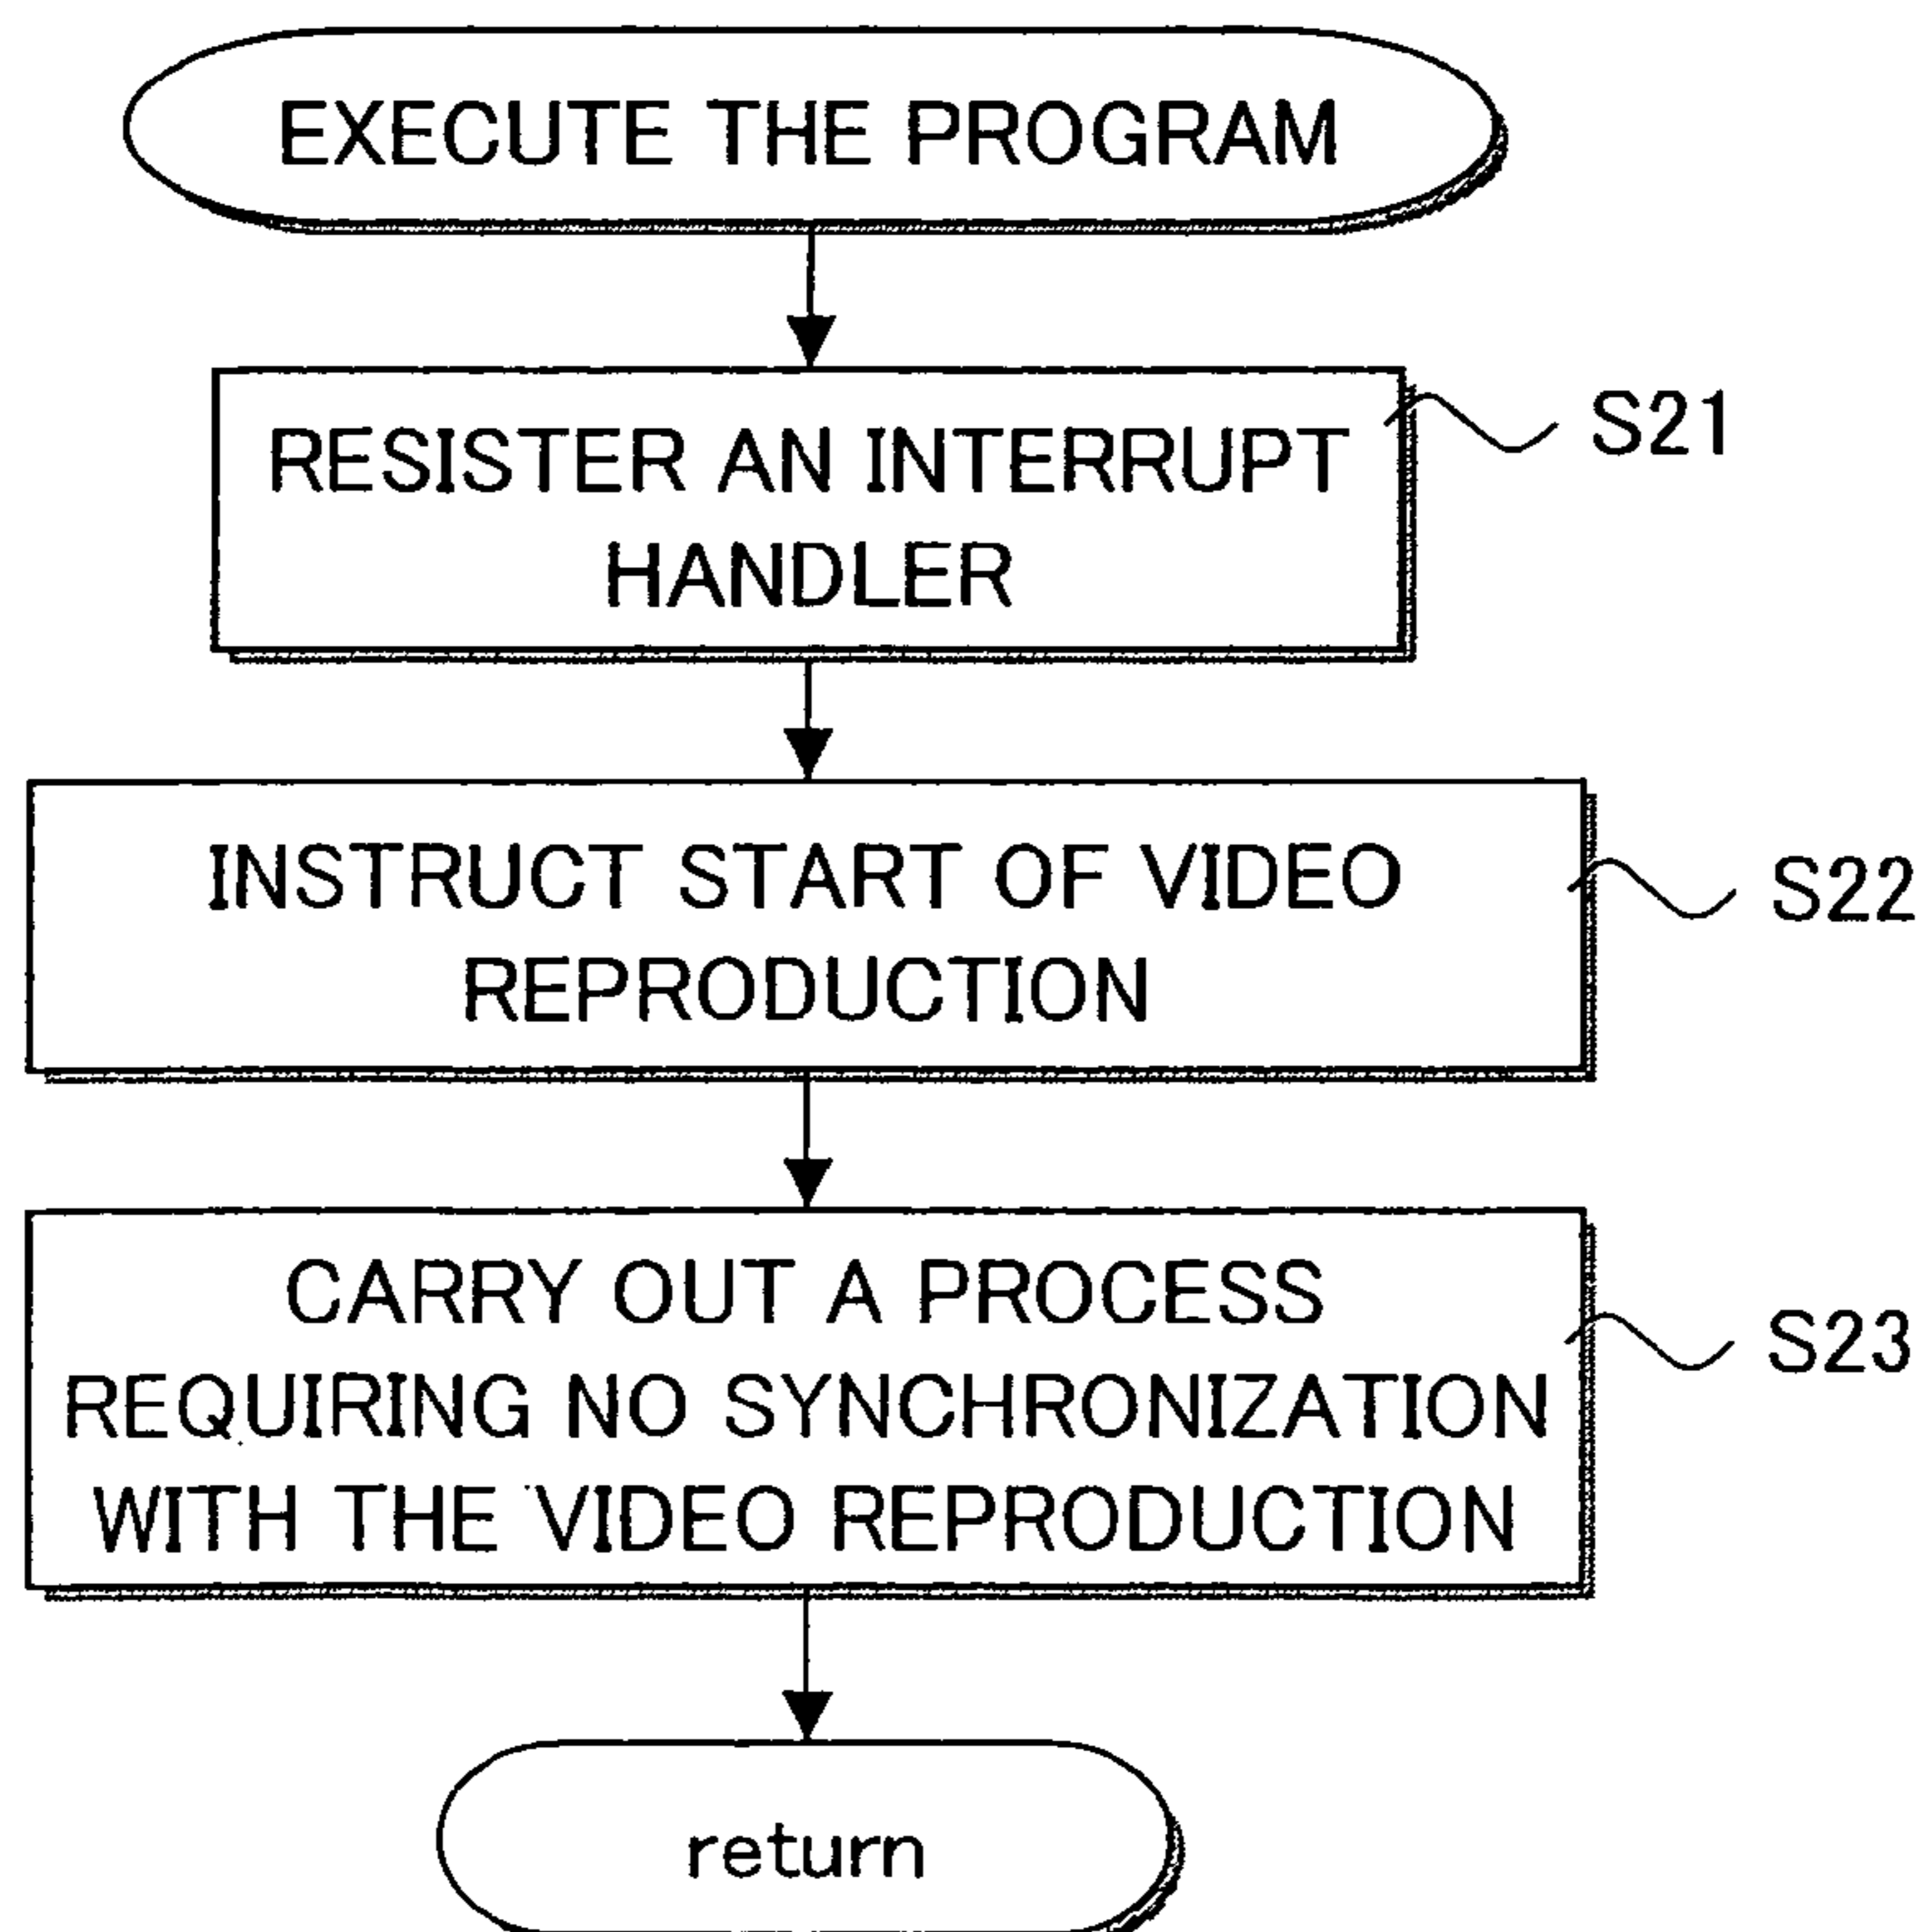 EXECUTE THE PROGRAM
RESISTER AN INTERRUPT
HANDLER
S21
INSTRUCT START OF VIDEO
REPRODUCTION
S22
CARRY OUT A PROCESS
REQUIRING NO SYNCHRONIZATION
WITH THE VIDEO REPRODUCTION
S23
return